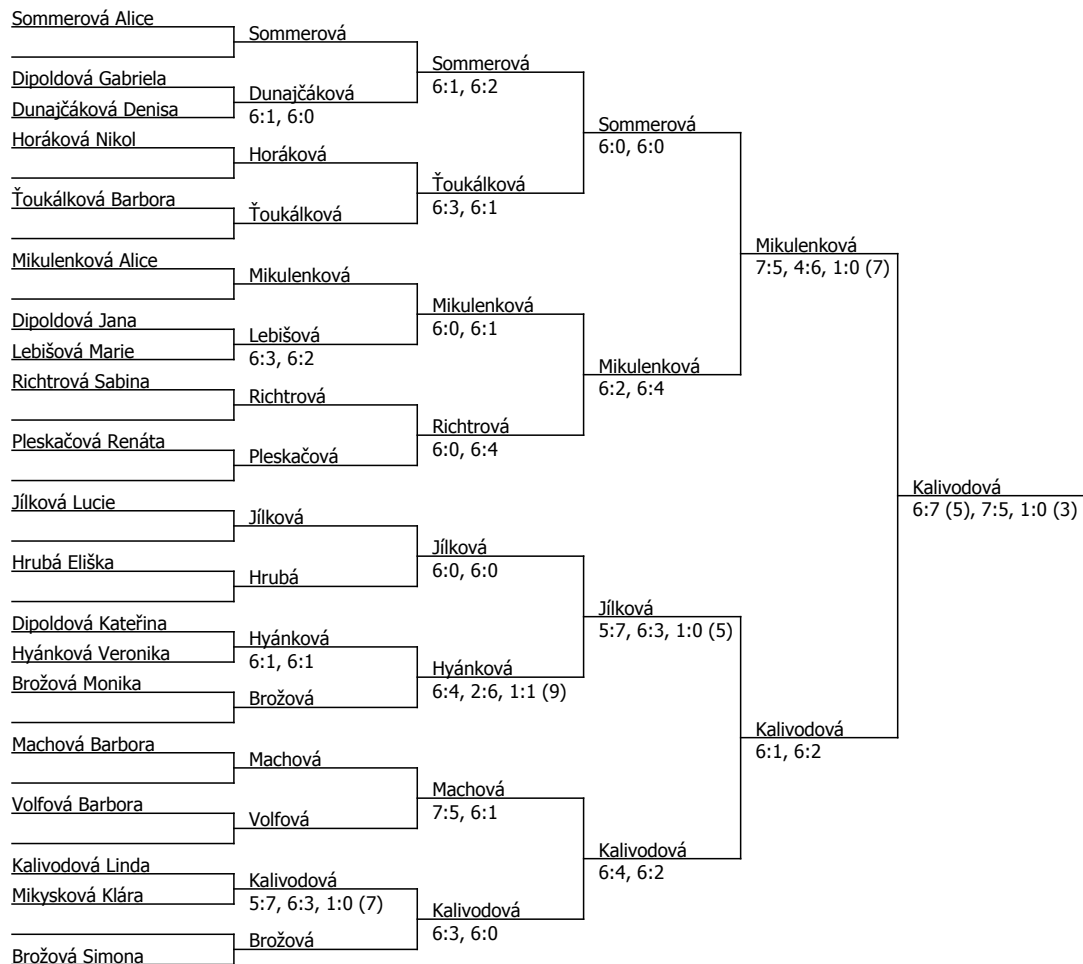 Sommerová Alice
Dipoldová Gabriela
Dunajčáková Denisa
Horáková Nikol
Ťoukálková Barbora
Mikulenková Alice
Dipoldová Jana
Lebišová Marie
Richtrová Sabina
Pleskačová Renáta
Jílková Lucie
Hrubá Eliška
Dipoldová Kateřina
Hyánková Veronika
Brožová Monika
Machová Barbora
Volfová Barbora
Kalivodová Linda
Mikysková Klára
Brožová Simona
Sommerová
Dunajčáková
6:1, 6:0
Horáková
Ťoukálková
Mikulenková
Lebišová
6:3, 6:2
Richtrová
Pleskačová
Jílková
Hrubá
Hyánková
6:1, 6:1
Brožová
Machová
Volfová
Kalivodová
5:7, 6:3, 1:0 (7)
Brožová
Sommerová
6:1, 6:2
Ťoukálková
6:3, 6:1
Mikulenková
6:0, 6:1
Richtrová
6:0, 6:4
Jílková
6:0, 6:0
Hyánková
6:4, 2:6, 1:1 (9)
Machová
7:5, 6:1
Kalivodová
6:3, 6:0
Sommerová
6:0, 6:0
Mikulenková
6:2, 6:4
Jílková
5:7, 6:3, 1:0 (5)
Kalivodová
6:4, 6:2
Mikulenková
7:5, 4:6, 1:0 (7)
Kalivodová
6:1, 6:2
Kalivodová
6:7 (5), 7:5, 1:0 (3)